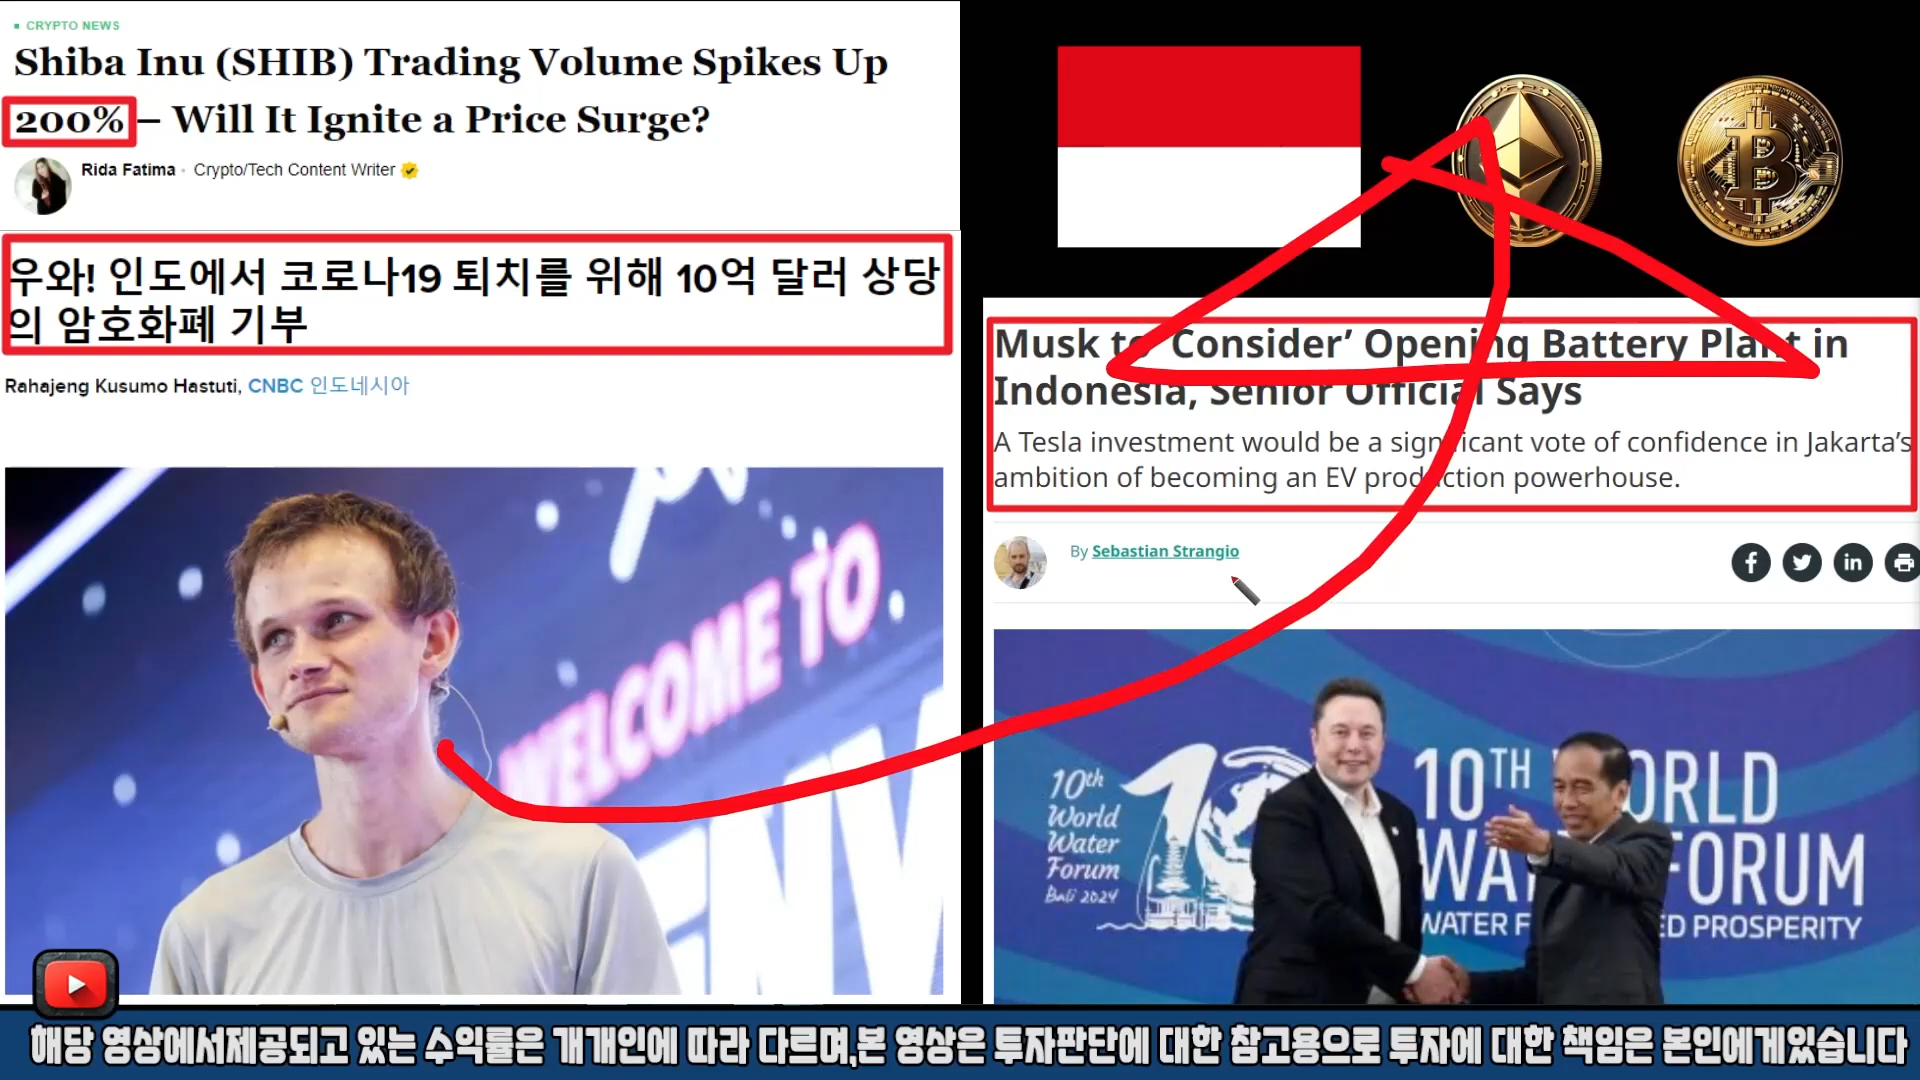 CRYPTO NEWS
Shiba Inu (SHIB) Trading Volume Spikes Up
200% – Will It Ignite a Price Surge?
Rida Fatima · Crypto/Tech Content Writer
우와! 인도에서 코로나19 퇴치를 위해 10억 달러 상당
의 암호화폐 기부
Rahajeng Kusumo Hastuti, CNBC 인도네시아
WELCOME TO
Musk to ‘Consider’ Opening Battery Plant in
Indonesia, Senior Official Says
A Tesla investment would be a significant vote of confidence in Jakarta’s
ambition of becoming an EV production powerhouse.
By Sebastian Strangio
10th
World
Water
Forum
Bali 2024
10TH WORLD
WATER FORUM
WATER F ED PROSPERITY
해당 영상에서제공되고 있는 수익률은 개개인에 따라 다르며,본 영상은 투자판단에 대한 참고용으로 투자에 대한 책임은 본인에게있습니다